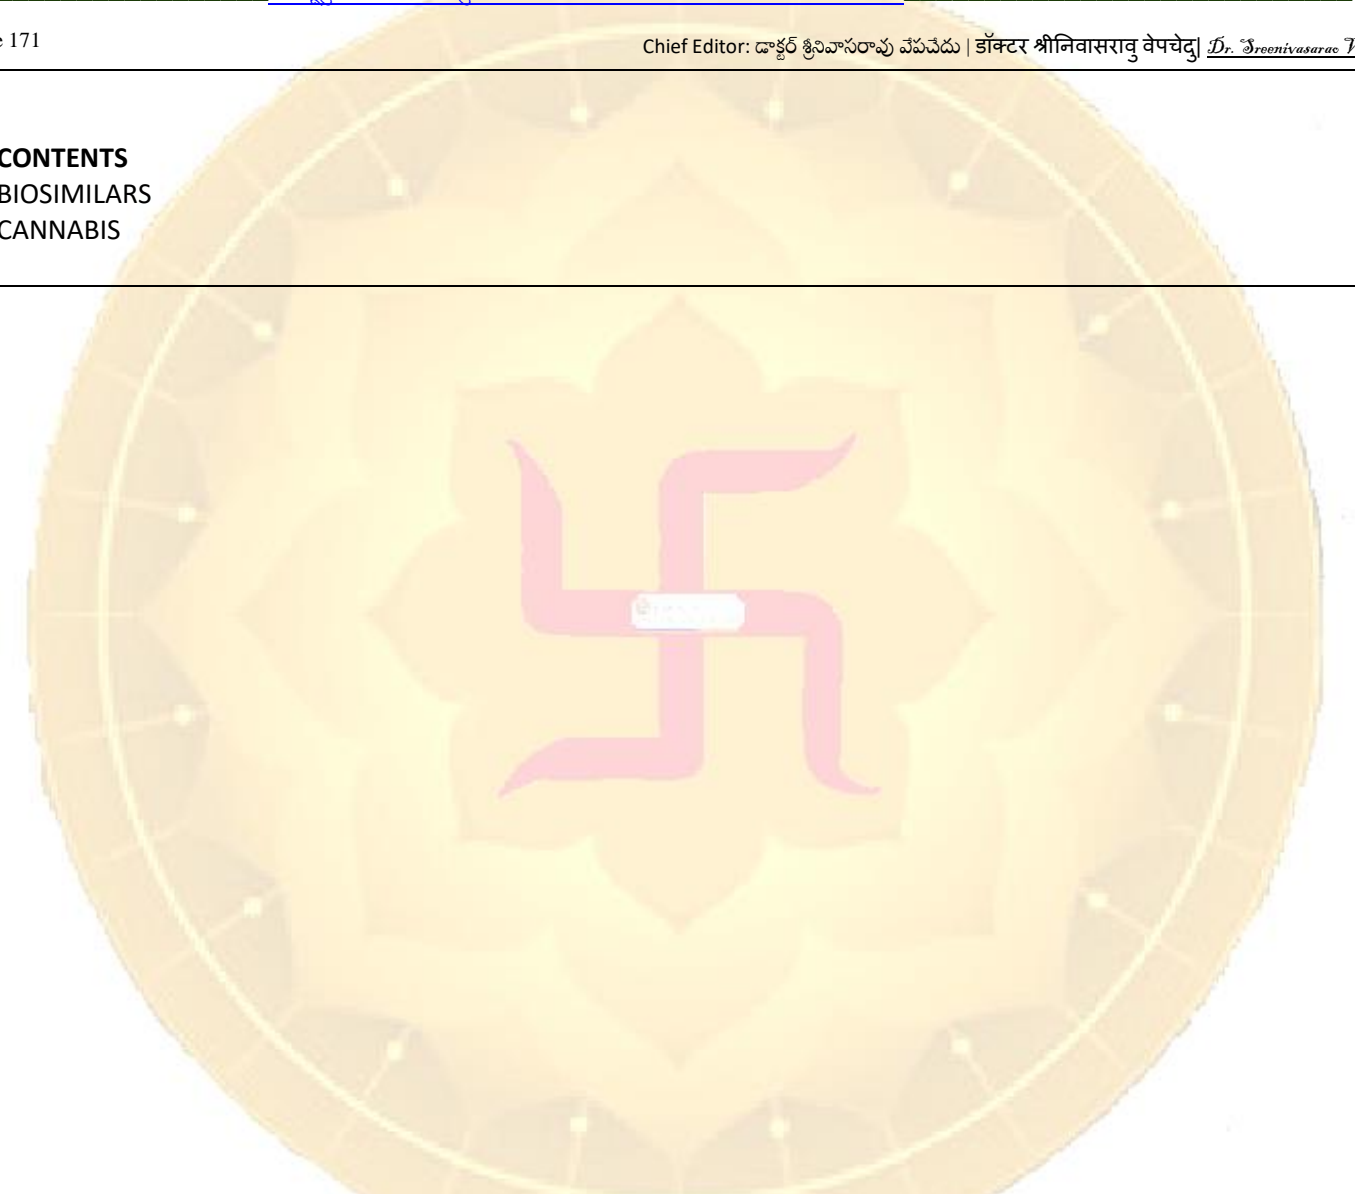 171
Chief Editor: డాక్టర్ శ్రీనివాసరావు వేపచేదు | डॉक्टर श्रीनिवासरावु वेपचेदु| Dr. Sreenivasarao
CONTENTS
BIOSIMILARS
CANNABIS